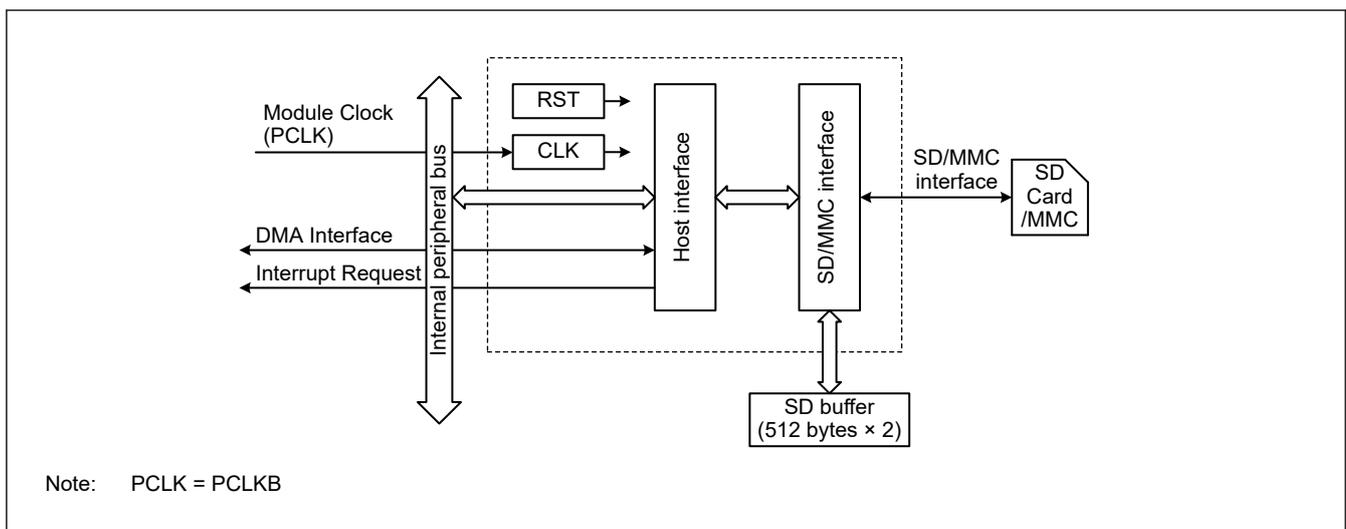 Module Clock
(PCLK)
DMA Interface
Interrupt Request
Internal peripheral bus
RST
CLK
Host interface
SD/MMC interface
SD/MMC
interface
SD
Card
/MMC
SD buffer
(512 bytes × 2)
Note: PCLK = PCLKB